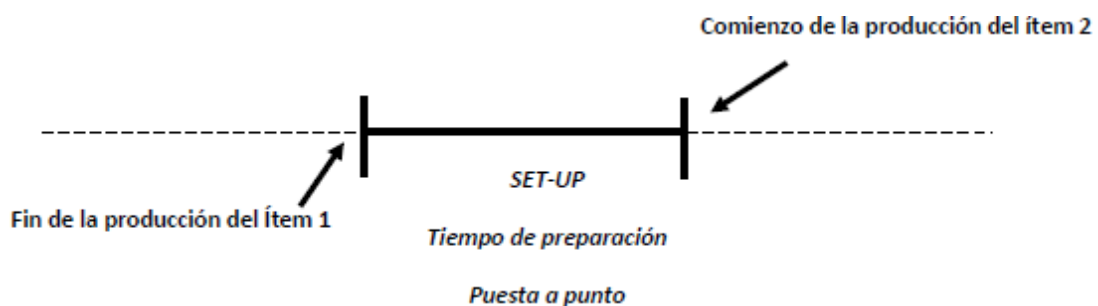 Comienzo de la producción del ítem 2
SET-UP
Fin de la producción del Ítem 1
Tiempo de preparación
Puesta a punto